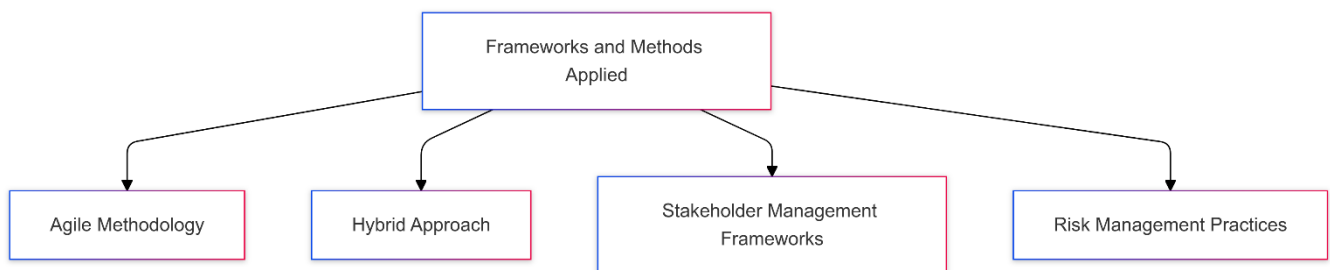 Frameworks and Methods
Applied
Agile Methodology
Hybrid Approach
Stakeholder Management
Frameworks
Risk Management Practices